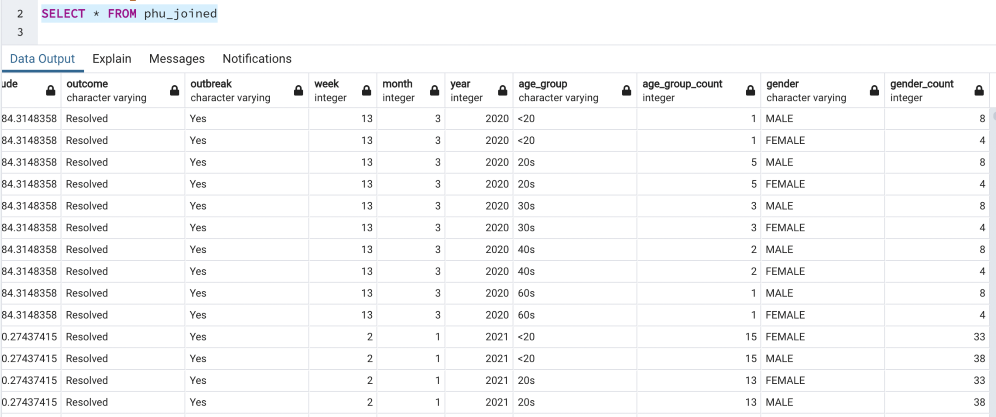 2 SELECT * FROM phu_joined
3
Data Output Explain Messages Notifications
ude outcome outbreak week month year age_group age_group_count gender gender_count
character varying character varying integer integer integer character varying integer character varying integer
84.3148358 Resolved Yes 13 3 2020 <20 1 MALE 8
84.3148358 Resolved Yes 13 3 2020 <20 1 FEMALE 4
84.3148358 Resolved Yes 13 3 2020 20s 5 MALE 8
84.3148358 Resolved Yes 13 3 2020 20s 5 FEMALE 4
84.3148358 Resolved Yes 13 3 2020 30s 3 MALE 8
84.3148358 Resolved Yes 13 3 2020 30s 3 FEMALE 4
84.3148358 Resolved Yes 13 3 2020 40s 2 MALE 8
84.3148358 Resolved Yes 13 3 2020 40s 2 FEMALE 4
84.3148358 Resolved Yes 13 3 2020 60s 1 MALE 8
84.3148358 Resolved Yes 13 3 2020 60s 1 FEMALE 4
0.27437415 Resolved Yes 2 1 2021 <20 15 FEMALE 33
0.27437415 Resolved Yes 2 1 2021 <20 15 MALE 38
0.27437415 Resolved Yes 2 1 2021 20s 13 FEMALE 33
0.27437415 Resolved Yes 2 1 2021 20s 13 MALE 38